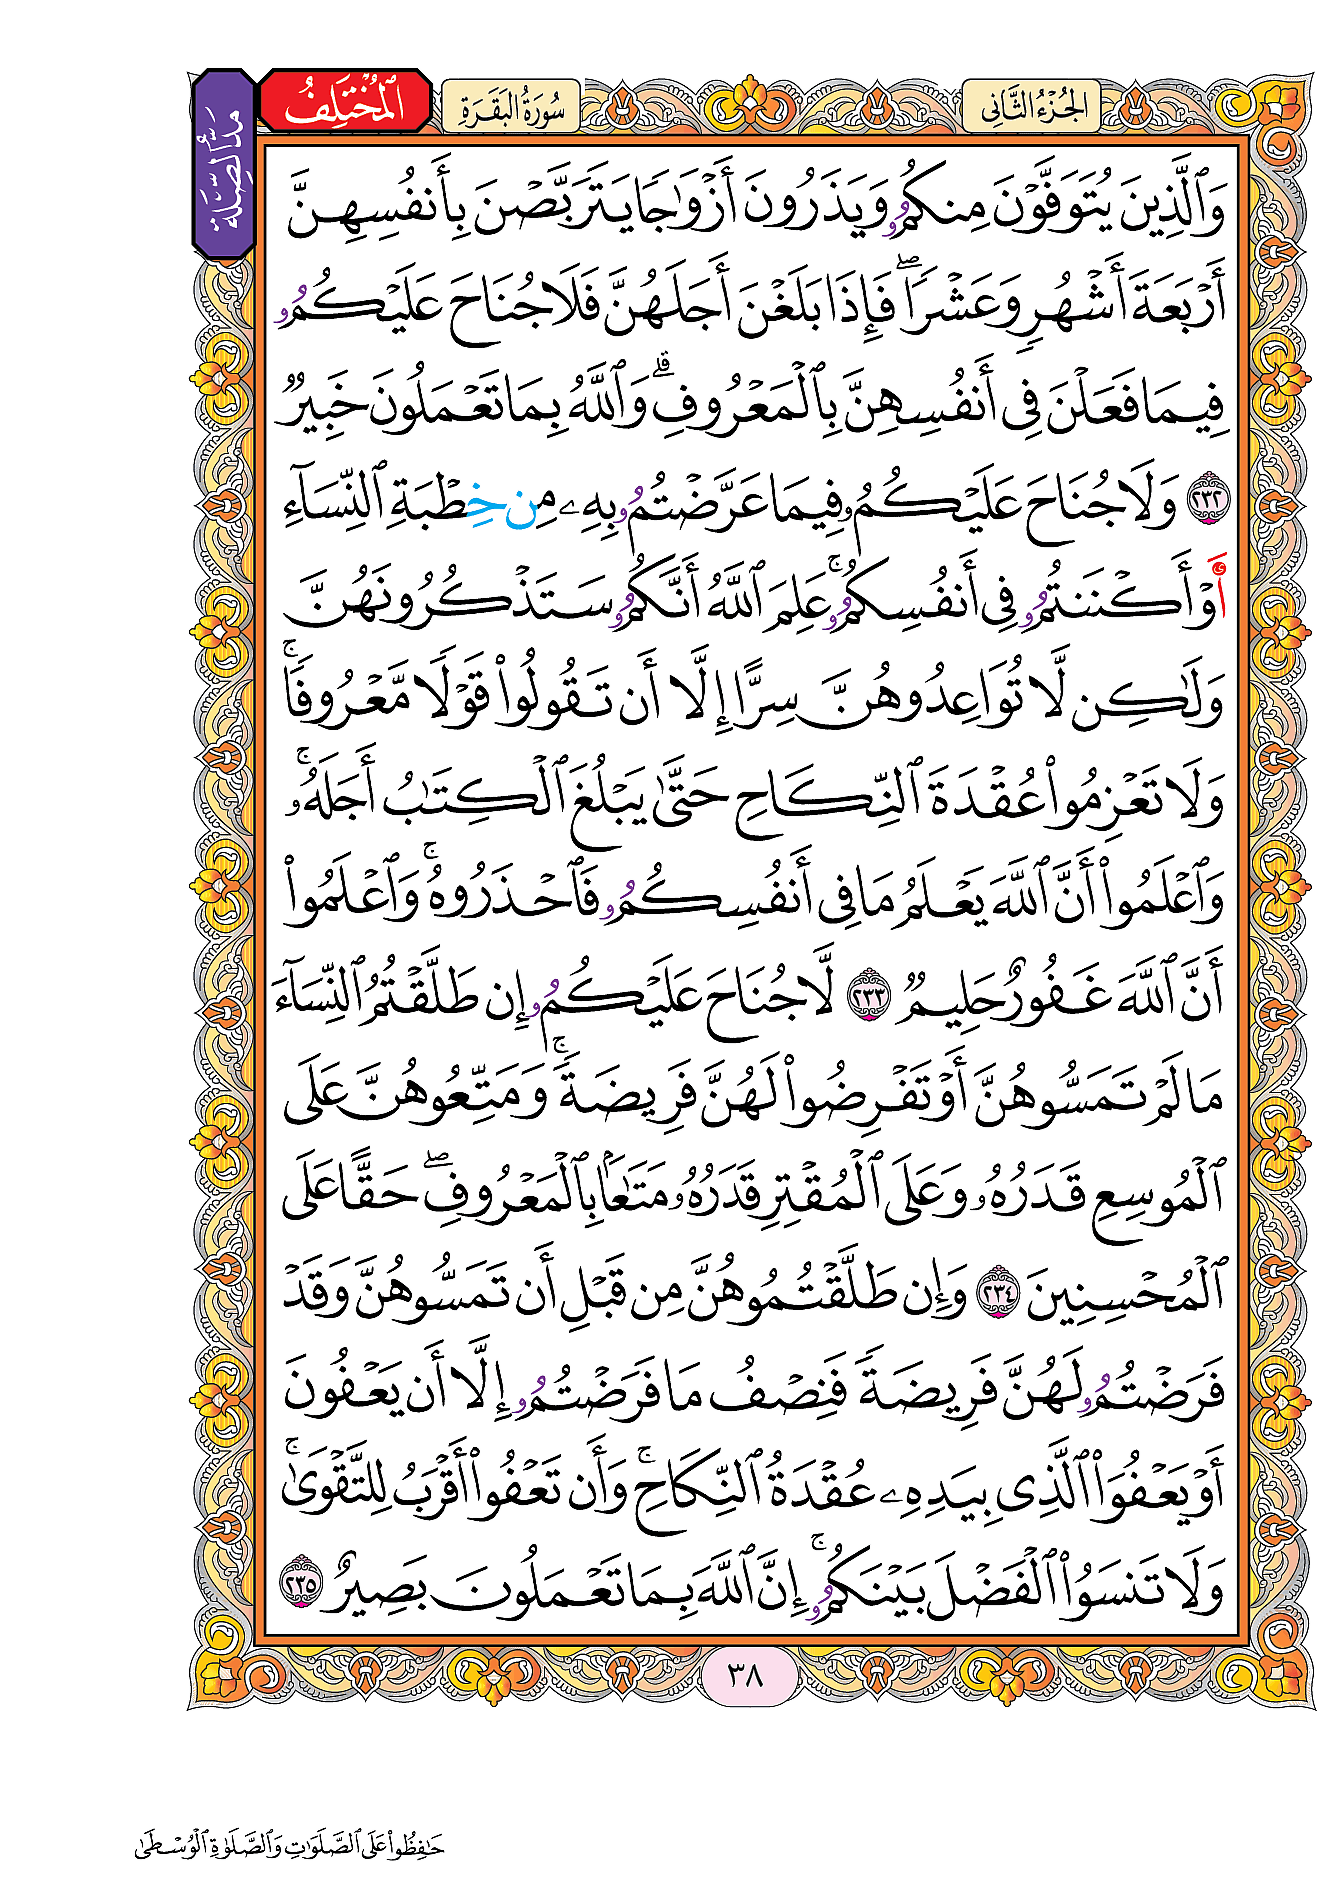 الجُزْءُ الثَّانِى
سُورَةُ البَقَرَةِ
المُخْتَلِفُ
مَدُّ الصِّلَة
وَٱلَّذِينَ يُتَوَفَّوْنَ مِنكُمُۥ وَيَذَرُونَ أَزْوَٰجًا يَتَرَبَّصْنَ بِأَنفُسِهِنَّ
أَرْبَعَةَ أَشْهُرٍ وَعَشْرًا ۖ فَإِذَا بَلَغْنَ أَجَلَهُنَّ فَلَا جُنَاحَ عَلَيْكُمُۥ
فِيمَا فَعَلْنَ فِى أَنفُسِهِنَّ بِٱلْمَعْرُوفِ ۗ وَٱللَّهُ بِمَا تَعْمَلُونَ خَبِيرٌ
٢٣٢ وَلَا جُنَاحَ عَلَيْكُمُۥ فِيمَا عَرَّضْتُمُۥ بِهِۦ مِن خِطْبَةِ ٱلنِّسَآءِ
أَوْ أَكْنَنتُمُۥ فِى أَنفُسِكُمُۥ ۚ عَلِمَ ٱللَّهُ أَنَّكُمُۥ سَتَذْكُرُونَهُنَّ
وَلَٰكِن لَّا تُوَاعِدُوهُنَّ سِرًّا إِلَّا أَن تَقُولُوا۟ قَوْلًا مَّعْرُوفًا ۚ
وَلَا تَعْزِمُوا۟ عُقْدَةَ ٱلنِّكَاحِ حَتَّىٰ يَبْلُغَ ٱلْكِتَٰبُ أَجَلَهُۥ ۚ
وَٱعْلَمُوا۟ أَنَّ ٱللَّهَ يَعْلَمُ مَا فِى أَنفُسِكُمُۥ فَٱحْذَرُوهُ ۚ وَٱعْلَمُوا۟
أَنَّ ٱللَّهَ غَفُورٌ حَلِيمٌ ٢٣٣ لَّا جُنَاحَ عَلَيْكُمُۥ إِن طَلَّقْتُمُ ٱلنِّسَآءَ
مَا لَمْ تَمَسُّوهُنَّ أَوْ تَفْرِضُوا۟ لَهُنَّ فَرِيضَةً ۚ وَمَتِّعُوهُنَّ عَلَى
ٱلْمُوسِعِ قَدَرُهُۥ وَعَلَى ٱلْمُقْتِرِ قَدَرُهُۥ مَتَٰعًۢا بِٱلْمَعْرُوفِ ۖ حَقًّا عَلَى
ٱلْمُحْسِنِينَ ٢٣٤ وَإِن طَلَّقْتُمُوهُنَّ مِن قَبْلِ أَن تَمَسُّوهُنَّ وَقَدْ
فَرَضْتُمُۥ لَهُنَّ فَرِيضَةً فَنِصْفُ مَا فَرَضْتُمُۥ إِلَّا أَن يَعْفُونَ
أَوْ يَعْفُوَا۟ ٱلَّذِى بِيَدِهِۦ عُقْدَةُ ٱلنِّكَاحِ ۚ وَأَن تَعْفُوا۟ أَقْرَبُ لِلتَّقْوَىٰ ۚ
وَلَا تَنسَوُا۟ ٱلْفَضْلَ بَيْنَكُمُۥ ۚ إِنَّ ٱللَّهَ بِمَا تَعْمَلُونَ بَصِيرٌ ٢٣٥
٣٨
حَٰفِظُوا۟ عَلَى ٱلصَّلَوَٰتِ وَٱلصَّلَوٰةِ ٱلْوُسْطَىٰ